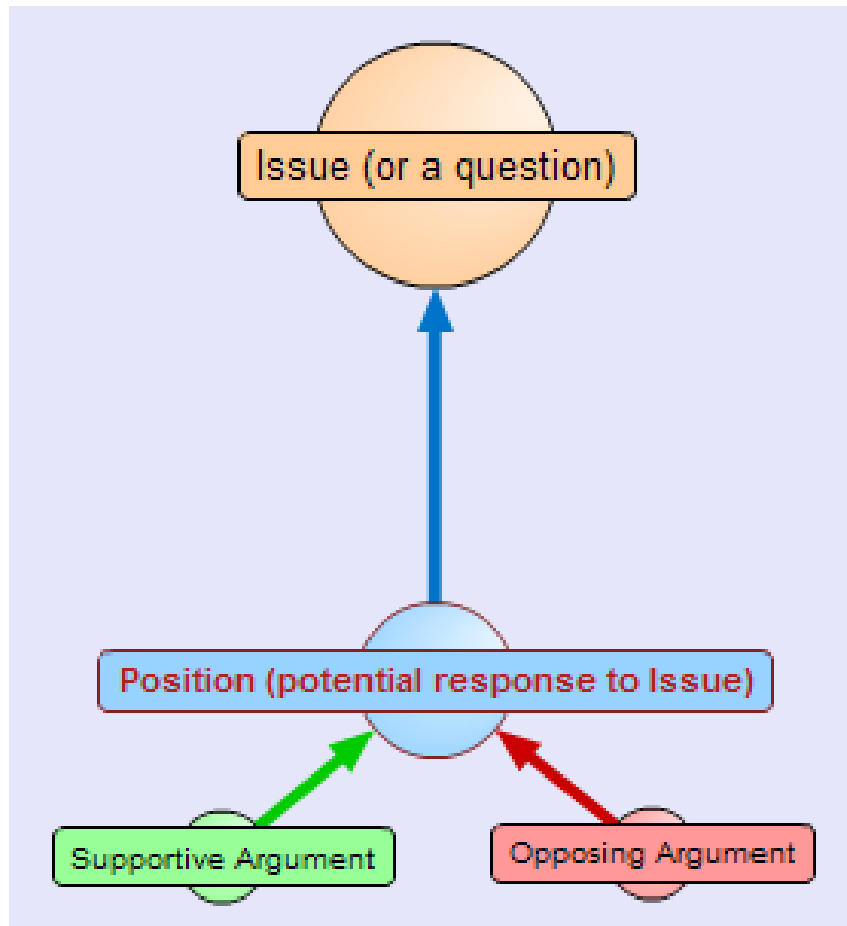 Issue (or a question)
Position (potential response to Issue)
Supportive Argument
Opposing Argument